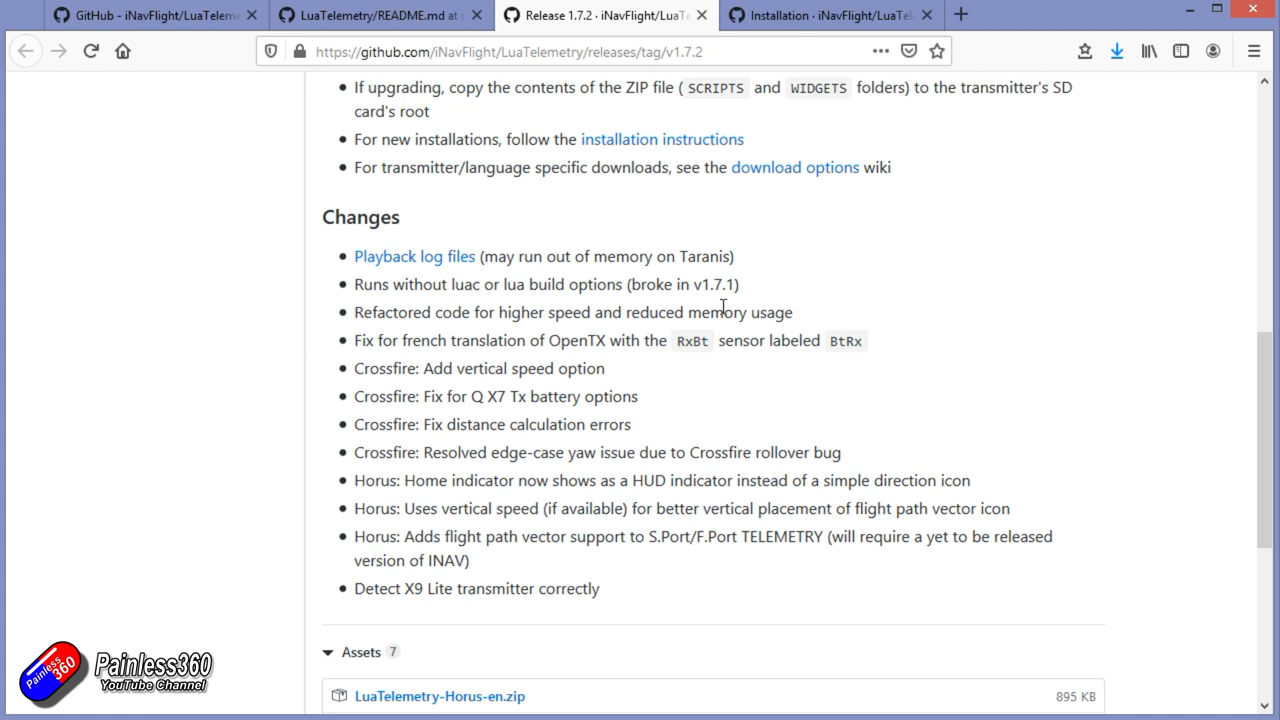 GitHub - iNavFlight/LuaTeleme
LuaTelemetry/README.md at r
Release 1.7.2 · iNavFlight/LuaTe
Installation · iNavFlight/LuaTel
https://github.com/iNavFlight/LuaTelemetry/releases/tag/v1.7.2
If upgrading, copy the contents of the ZIP file ( SCRIPTS and WIDGETS folders) to the transmitter's SD
card's root
For new installations, follow the installation instructions
For transmitter/language specific downloads, see the download options wiki
Changes
Playback log files (may run out of memory on Taranis)
Runs without luac or lua build options (broke in v1.7.1)
Refactored code for higher speed and reduced memory usage
Fix for french translation of OpenTX with the RxBt sensor labeled BtRx
Crossfire: Add vertical speed option
Crossfire: Fix for Q X7 Tx battery options
Crossfire: Fix distance calculation errors
Crossfire: Resolved edge-case yaw issue due to Crossfire rollover bug
Horus: Home indicator now shows as a HUD indicator instead of a simple direction icon
Horus: Uses vertical speed (if available) for better vertical placement of flight path vector icon
Horus: Adds flight path vector support to S.Port/F.Port TELEMETRY (will require a yet to be released
version of INAV)
Detect X9 Lite transmitter correctly
Assets 7
LuaTelemetry-Horus-en.zip 895 KB
Painless360
Painless360
YouTube Channel